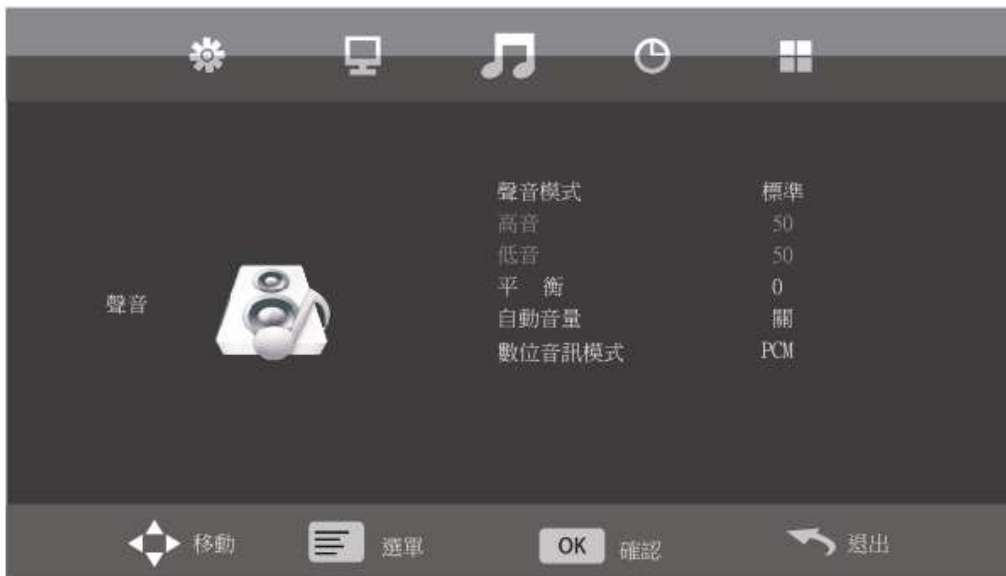 聲音模式 標準
高音 50
低音 50
平 衡 0
聲音
自動音量 關
數位音訊模式 PCM
移動 選單 OK 確認 退出